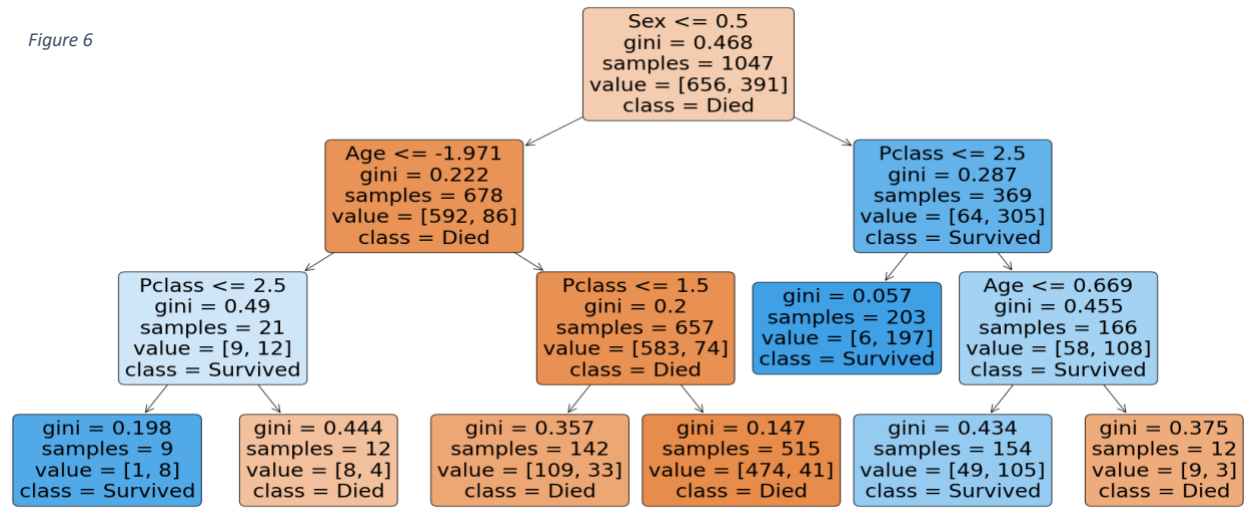 Figure 6
Sex <= 0.5
gini = 0.468
samples = 1047
value = [656, 391]
class = Died
Age <= -1.971
gini = 0.222
samples = 678
value = [592, 86]
class = Died
Pclass <= 2.5
gini = 0.287
samples = 369
value = [64, 305]
class = Survived
Pclass <= 2.5
gini = 0.49
samples = 21
value = [9, 12]
class = Survived
Pclass <= 1.5
gini = 0.2
samples = 657
value = [583, 74]
class = Died
gini = 0.057
samples = 203
value = [6, 197]
class = Survived
Age <= 0.669
gini = 0.455
samples = 166
value = [58, 108]
class = Survived
gini = 0.198
samples = 9
value = [1, 8]
class = Survived
gini = 0.444
samples = 12
value = [8, 4]
class = Died
gini = 0.357
samples = 142
value = [109, 33]
class = Died
gini = 0.147
samples = 515
value = [474, 41]
class = Died
gini = 0.434
samples = 154
value = [49, 105]
class = Survived
gini = 0.375
samples = 12
value = [9, 3]
class = Died